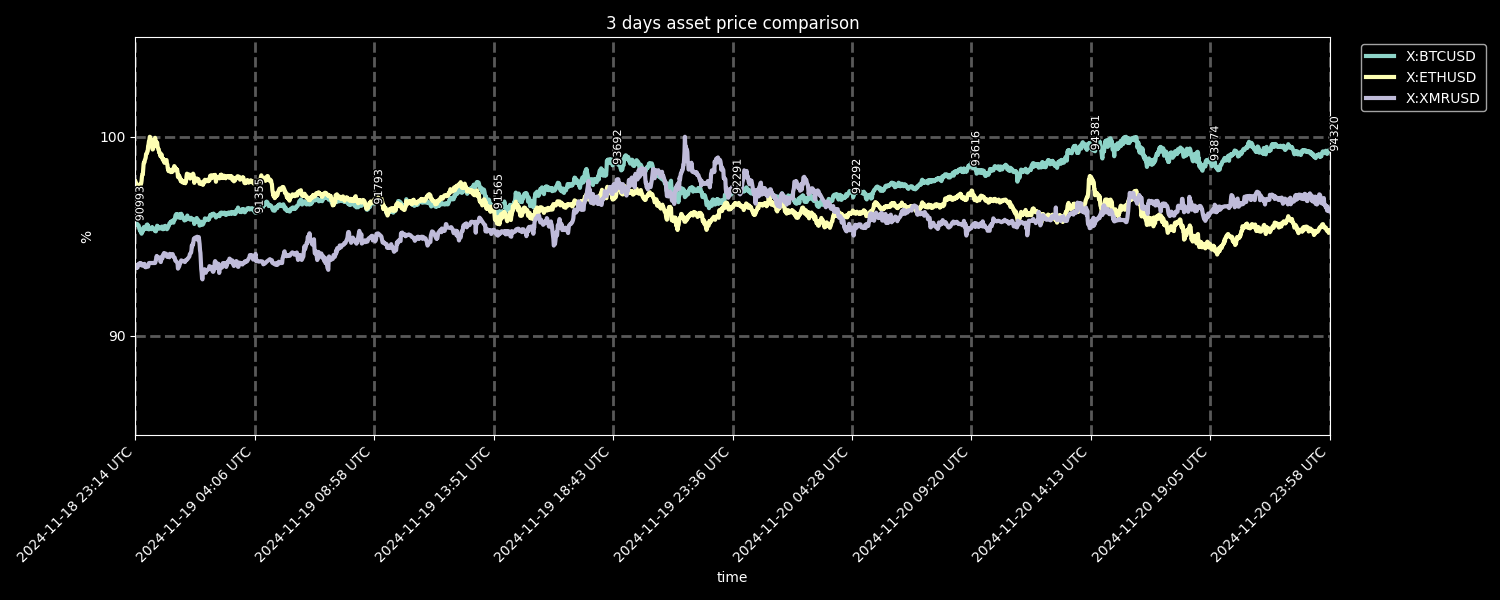 3 days asset price comparison
X:BTCUSD
X:ETHUSD
X:XMRUSD
100
90
%
90993
91355
91793
91565
93692
92291
92292
93616
94381
93874
94320
2024-11-18 23:14 UTC
2024-11-19 04:06 UTC
2024-11-19 08:58 UTC
2024-11-19 13:51 UTC
2024-11-19 18:43 UTC
2024-11-19 23:36 UTC
2024-11-20 04:28 UTC
2024-11-20 09:20 UTC
2024-11-20 14:13 UTC
2024-11-20 19:05 UTC
2024-11-20 23:58 UTC
time